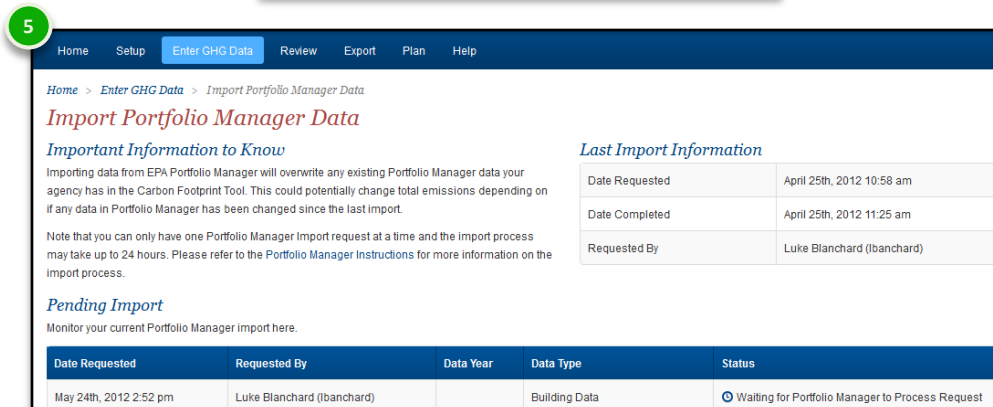 5
Home Setup Enter GHG Data Review Export Plan Help
Home > Enter GHG Data > Import Portfolio Manager Data
Import Portfolio Manager Data
Important Information to Know
Importing data from EPA Portfolio Manager will overwrite any existing Portfolio Manager data your
agency has in the Carbon Footprint Tool. This could potentially change total emissions depending on
if any data in Portfolio Manager has been changed since the last import.
Note that you can only have one Portfolio Manager Import request at a time and the import process
may take up to 24 hours. Please refer to the Portfolio Manager Instructions for more information on the
import process.
Last Import Information
Date Requested April 25th, 2012 10:58 am
Date Completed April 25th, 2012 11:25 am
Requested By Luke Blanchard (lbanchard)
Pending Import
Monitor your current Portfolio Manager import here.
Date Requested Requested By Data Year Data Type Status
May 24th, 2012 2:52 pm Luke Blanchard (lbanchard) Building Data Waiting for Portfolio Manager to Process Request